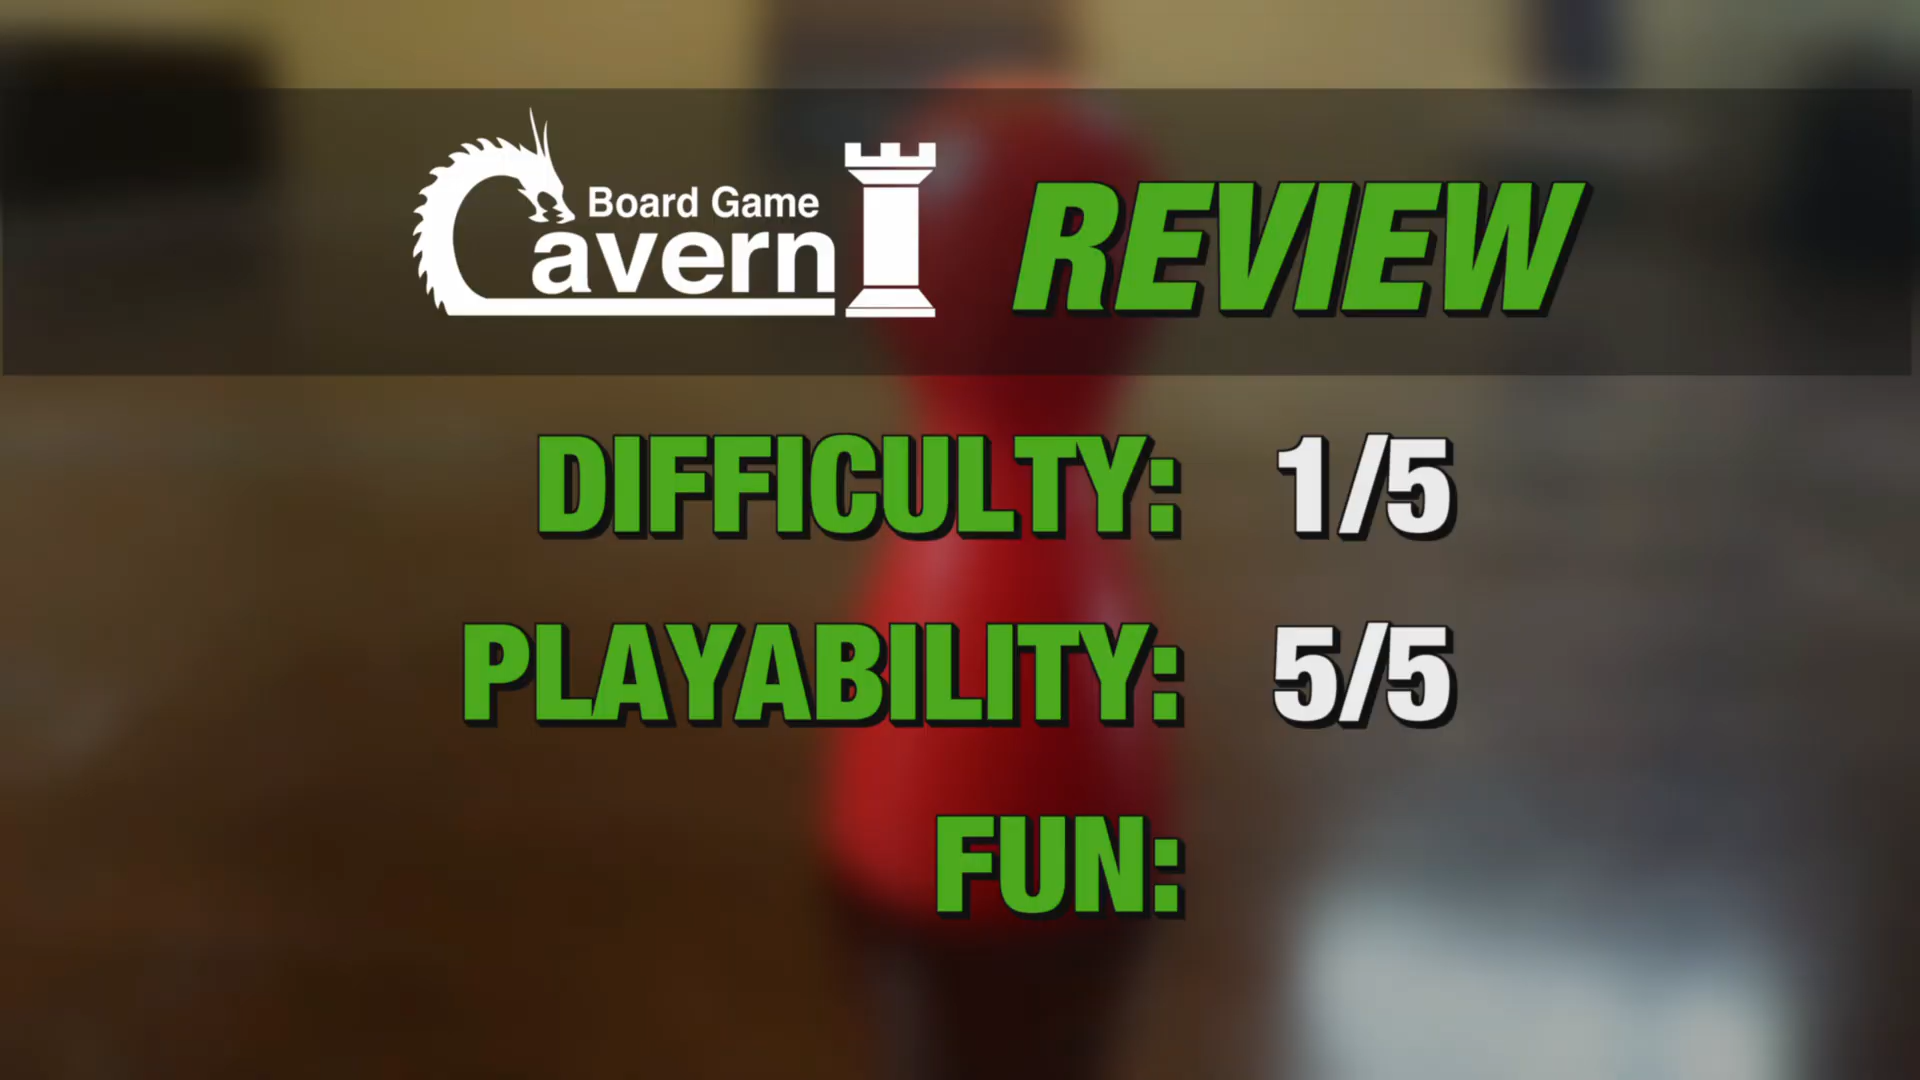 Board Game
Cavern
REVIEW
DIFFICULTY: 1/5
PLAYABILITY: 5/5
FUN: